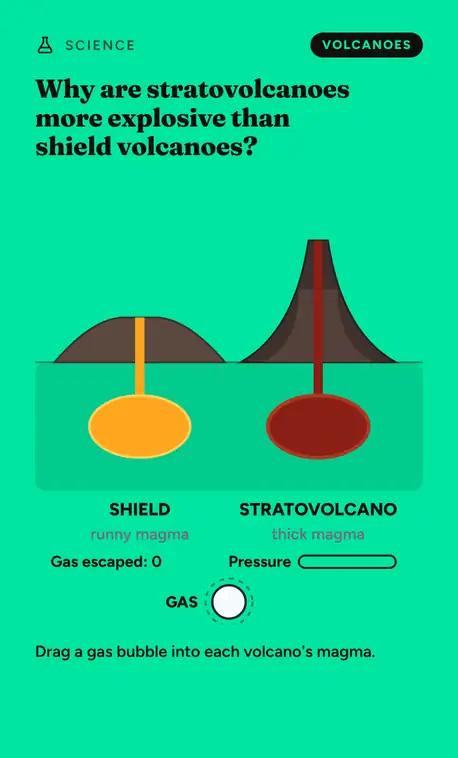 SCIENCE
VOLCANOES
Why are stratovolcanoes
more explosive than
shield volcanoes?
SHIELD
STRATOVOLCANO
runny magma
thick magma
Gas escaped: 0
Pressure
GAS
Drag a gas bubble into each volcano's magma.